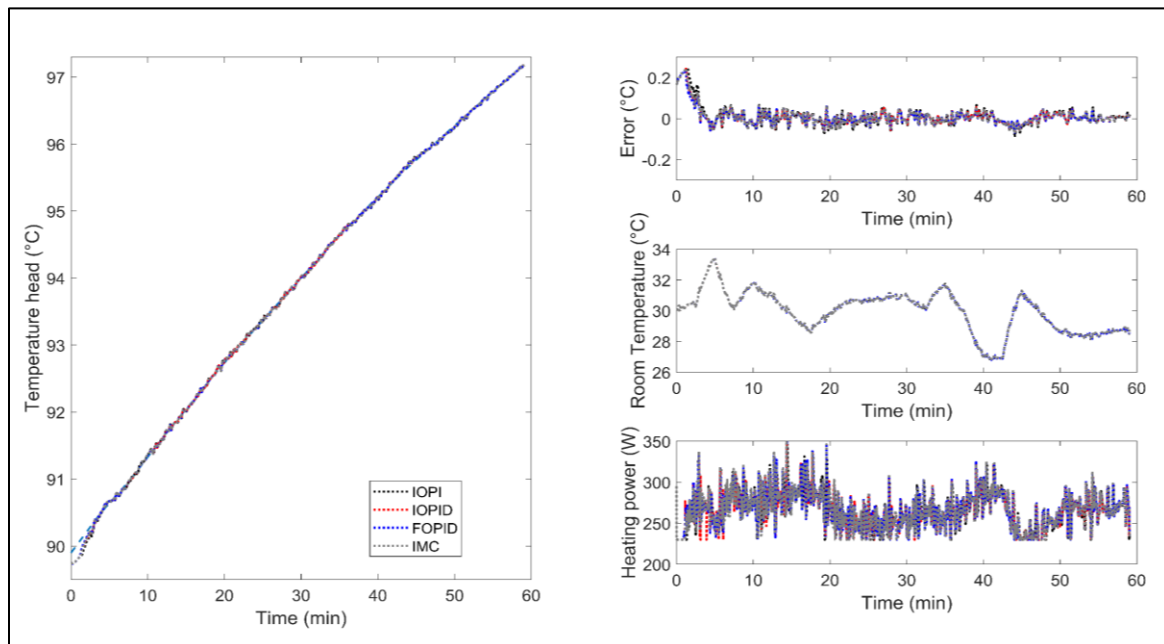 Temperature head (°C)
97
96
95
94
93
92
91
90
0 10 20 30 40 50 60
Time (min)
IOPI
IOPID
FOPID
IMC
Error (°C)
0.2
0
-0.2
0 10 20 30 40 50 60
Time (min)
Room Temperature (°C)
34
32
30
28
26
0 10 20 30 40 50 60
Time (min)
Heating power (W)
350
300
250
200
0 10 20 30 40 50 60
Time (min)